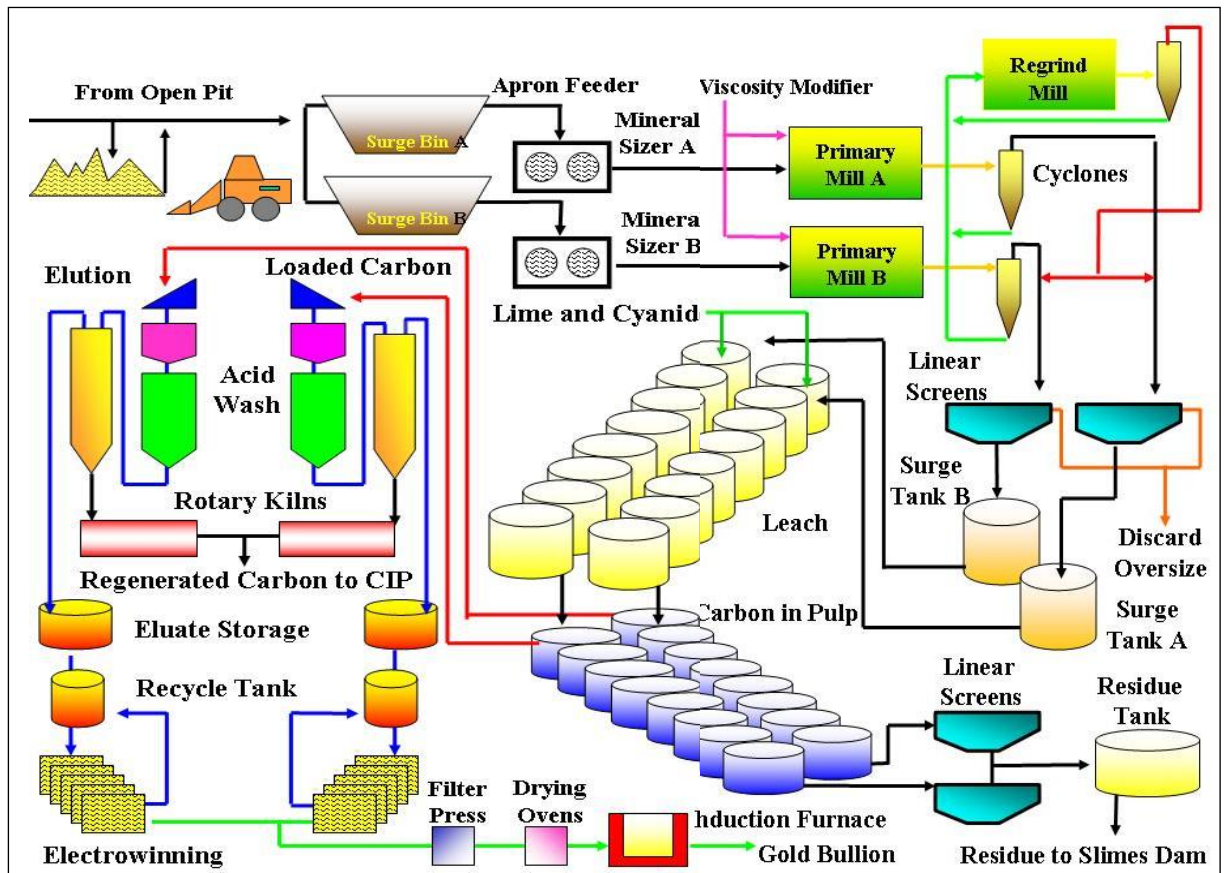 From Open Pit
Apron Feeder
Surge Bin A
Surge Bin B
Mineral
Sizer A
Minera
Sizer B
Viscosity Modifier
Primary
Mill A
Primary
Mill B
Regrind
Mill
Cyclones
Elution
Loaded Carbon
Acid
Wash
Lime and Cyanid
Linear
Screens
Surge
Tank B
Leach
Discard
Oversize
Surge
Tank A
Rotary Kilns
Regenerated Carbon to CIP
Carbon in Pulp
Eluate Storage
Recycle Tank
Linear
Screens
Residue
Tank
Filter
Press
Drying
Ovens
nduction Furnace
Gold Bullion
Electrowinning
Residue to Slimes Dam